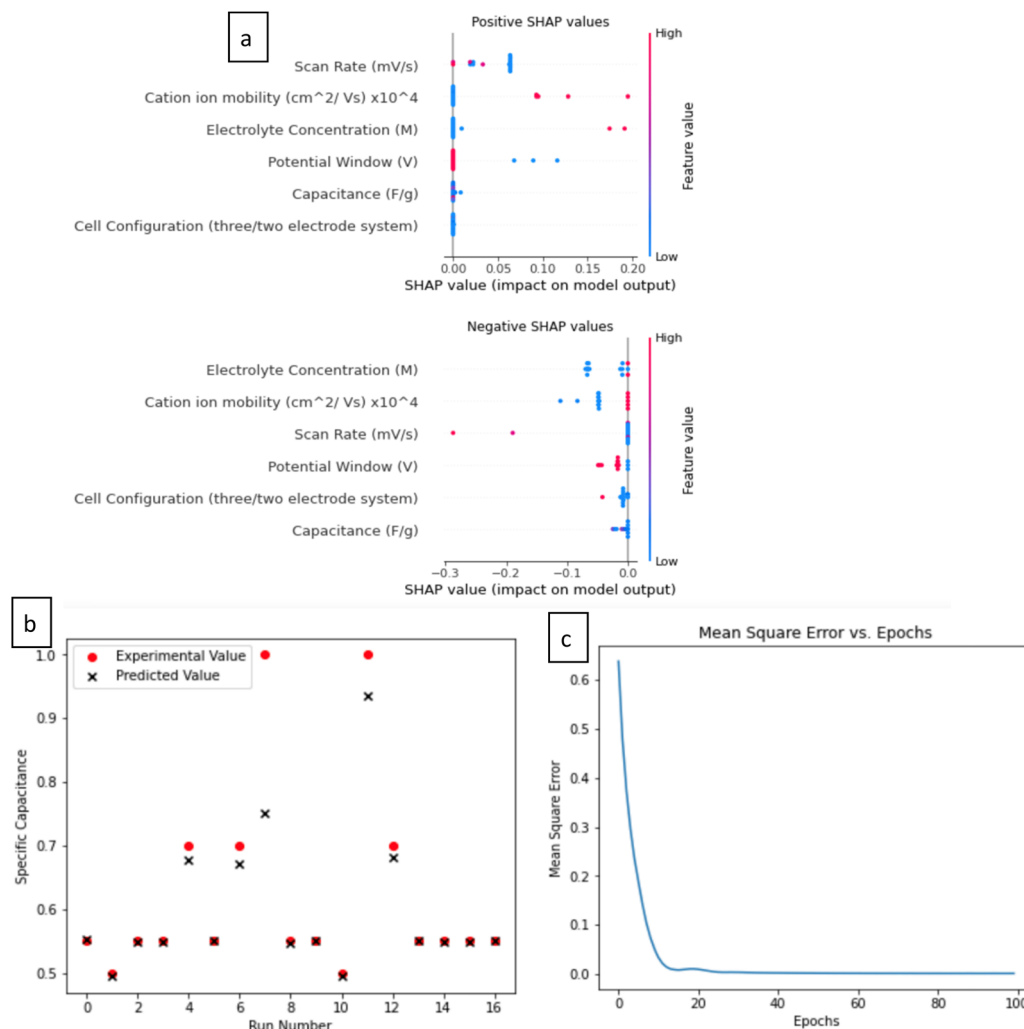 a
Positive SHAP values
High
Scan Rate (mV/s)
Cation ion mobility (cm^2/ Vs) x10^4
Electrolyte Concentration (M)
Potential Window (V)
Capacitance (F/g)
Cell Configuration (three/two electrode system)
Feature value
Low
0.00 0.05 0.10 0.15 0.20
SHAP value (impact on model output)
Negative SHAP values
High
Electrolyte Concentration (M)
Cation ion mobility (cm^2/ Vs) x10^4
Scan Rate (mV/s)
Potential Window (V)
Cell Configuration (three/two electrode system)
Capacitance (F/g)
Feature value
Low
−0.3 −0.2 −0.1 0.0
SHAP value (impact on model output)
b
Experimental Value
Predicted Value
1.0
0.9
0.8
0.7
0.6
0.5
Specific Capacitance
0 2 4 6 8 10 12 14 16
Run Number
c
Mean Square Error vs. Epochs
0.6
0.5
0.4
0.3
0.2
0.1
0.0
Mean Square Error
0 20 40 60 80 100
Epochs